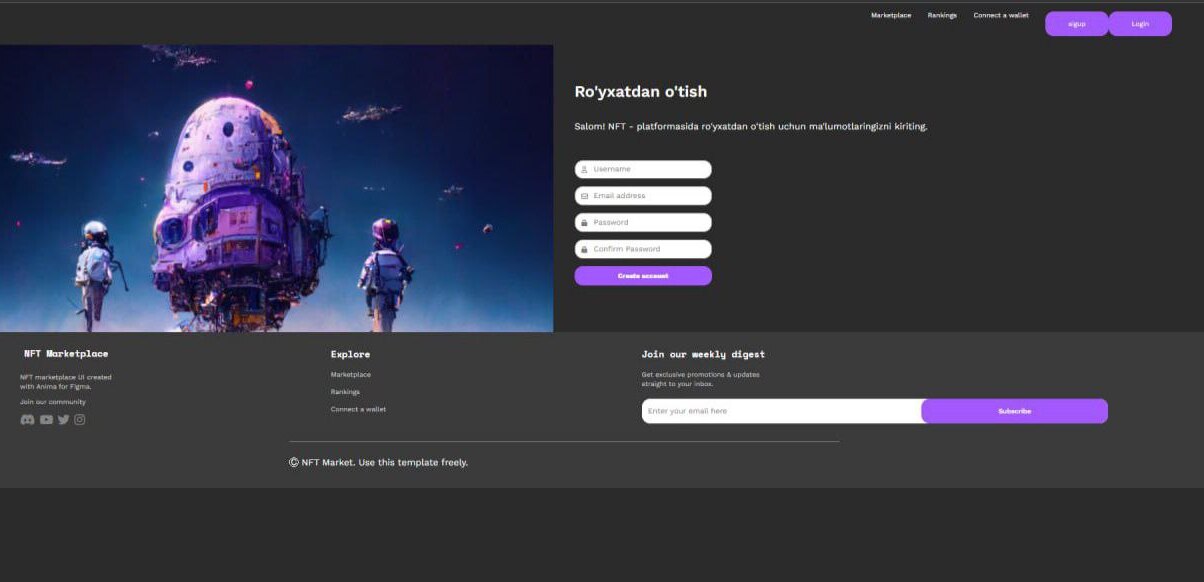 Marketplace Rankings Connect a wallet sigup Login
Ro'yxatdan o'tish
Salom! NFT - platformasida ro'yxatdan o'tish uchun ma'lumotlaringizni kiriting.
Username
Email address
Password
Confirm Password
Create account
NFT Marketplace
NFT marketplace UI created
with Anima for Figma.
Join our community
Explore
Marketplace
Rankings
Connect a wallet
Join our weekly digest
Get exclusive promotions & updates
straight to your inbox.
Enter your email here Subscribe
© NFT Market. Use this template freely.